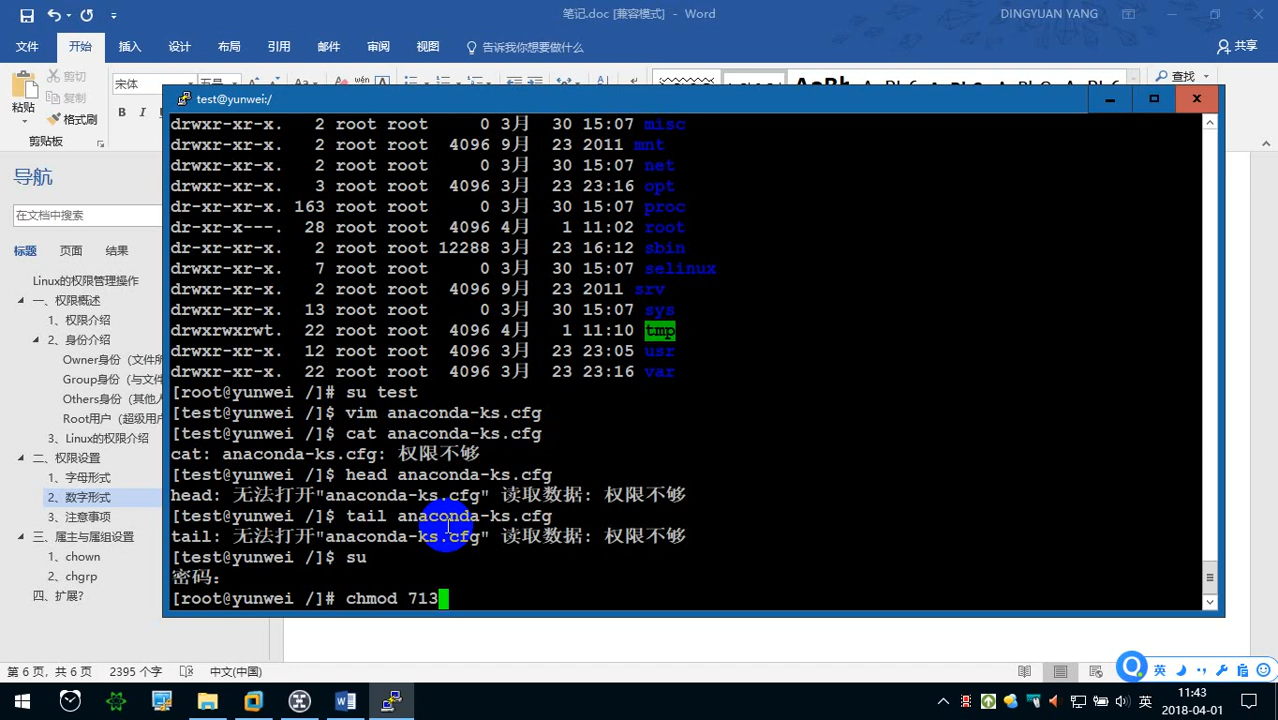 笔记.doc [兼容模式] - Word
DINGYUAN YANG
文件 开始 插入 设计 布局 引用 邮件 审阅 视图 告诉我你想要做什么 共享
剪切
宋体
五号
查找
复制
粘贴
格式刷
剪贴板
导航
在文档中搜索
标题 页面 结果
Linux的权限管理操作
一、权限概述
1、权限介绍
2、身份介绍
Owner身份（文件所
Group身份（与文件
Others身份（其他人
Root用户（超级用户
3、Linux的权限介绍
二、权限设置
1、字母形式
2、数字形式
3、注意事项
三、属主与属组设置
1、chown
2、chgrp
四、扩展?
test@yunwei:/
drwxr-xr-x. 2 root root 0 3月 30 15:07 misc
drwxr-xr-x. 2 root root 4096 9月 23 2011 mnt
drwxr-xr-x. 2 root root 0 3月 30 15:07 net
drwxr-xr-x. 3 root root 4096 3月 23 23:16 opt
dr-xr-xr-x. 163 root root 0 3月 30 15:07 proc
dr-xr-x---. 28 root root 4096 4月 1 11:02 root
dr-xr-xr-x. 2 root root 12288 3月 23 16:12 sbin
drwxr-xr-x. 7 root root 0 3月 30 15:07 selinux
drwxr-xr-x. 2 root root 4096 9月 23 2011 srv
drwxr-xr-x. 13 root root 0 3月 30 15:07 sys
drwxrwxrwt. 22 root root 4096 4月 1 11:10 tmp
drwxr-xr-x. 12 root root 4096 3月 23 23:05 usr
drwxr-xr-x. 22 root root 4096 3月 23 23:16 var
[root@yunwei /]# su test
[test@yunwei /]$ vim anaconda-ks.cfg
[test@yunwei /]$ cat anaconda-ks.cfg
cat: anaconda-ks.cfg: 权限不够
[test@yunwei /]$ head anaconda-ks.cfg
head: 无法打开"anaconda-ks.cfg" 读取数据: 权限不够
[test@yunwei /]$ tail anaconda-ks.cfg
tail: 无法打开"anaconda-ks.cfg" 读取数据: 权限不够
[test@yunwei /]$ su
密码：
[root@yunwei /]# chmod 713
第 6 页，共 6 页 2395 个字 中文(中国)
英
英
11:43
2018-04-01